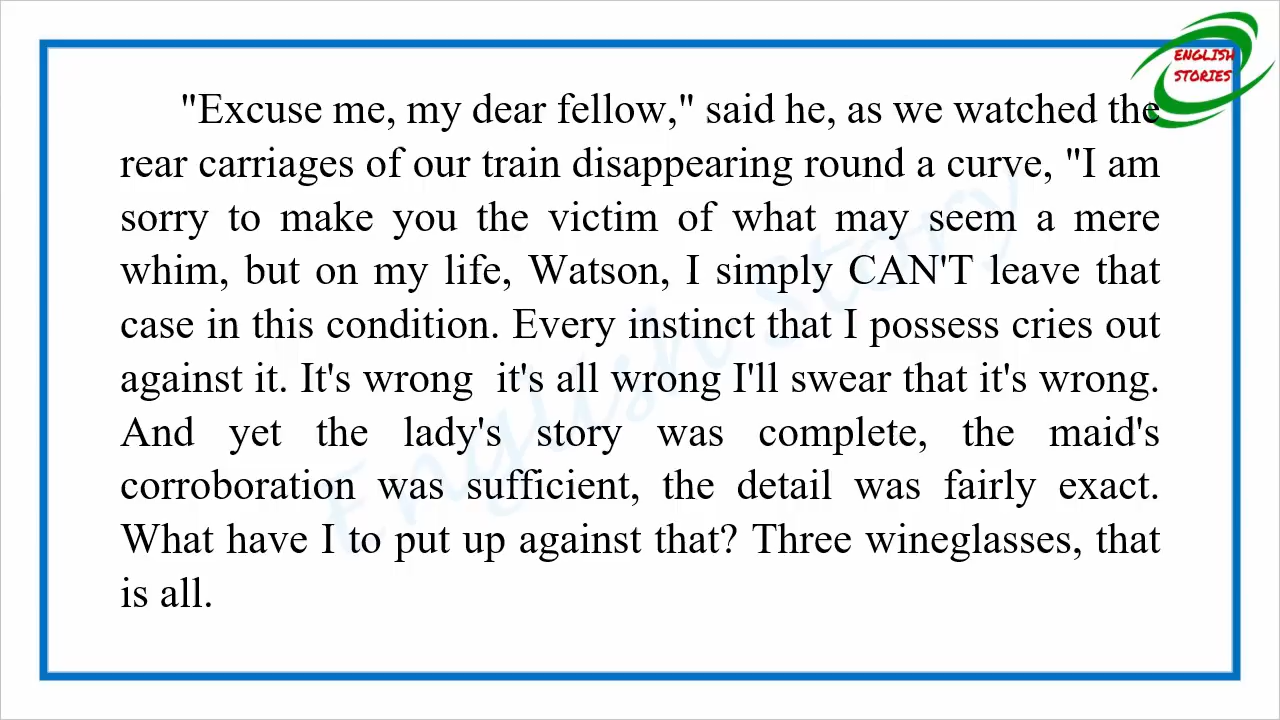 ENGLISH
STORIES
"Excuse me, my dear fellow," said he, as we watched the
rear carriages of our train disappearing round a curve, "I am
sorry to make you the victim of what may seem a mere
whim, but on my life, Watson, I simply CAN'T leave that
case in this condition. Every instinct that I possess cries out
against it. It's wrong  it's all wrong I'll swear that it's wrong.
And yet the lady's story was complete, the maid's
corroboration was sufficient, the detail was fairly exact.
What have I to put up against that? Three wineglasses, that
is all.
English Story